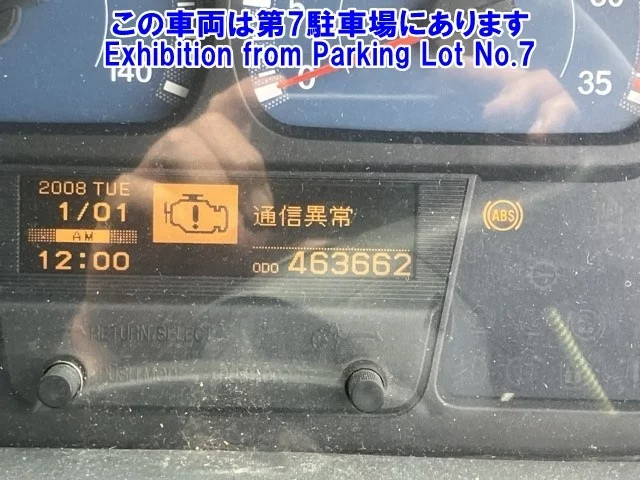 この車両は第7駐車場にあります
Exhibition from Parking Lot No.7
140
0
35
2008 TUE
1/01
AM
12:00
通信異常
ODO 463662
ABS
RETURN/SELECT